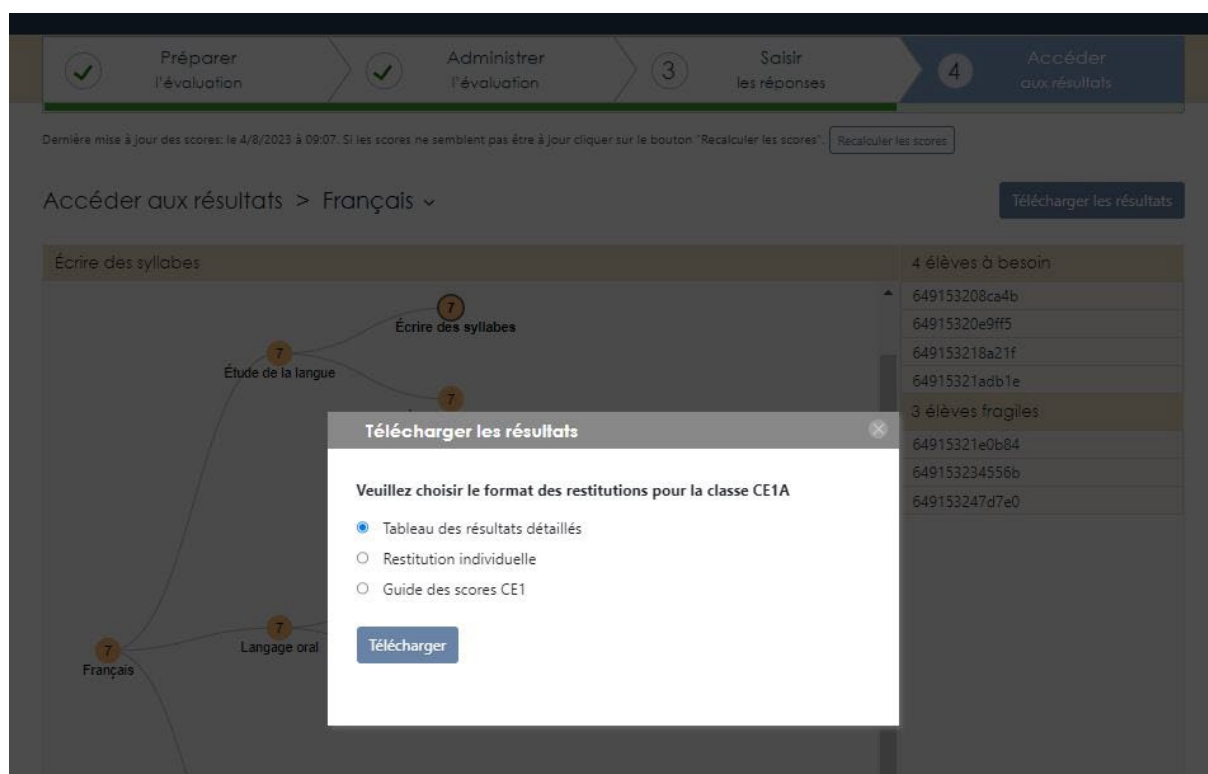 Préparer
l'évaluation
Administrer
l'évaluation
3
Saisir
les réponses
4
Accéder
aux résultats
Dernière mise à jour des scores: le 4/8/2023 à 09:07. Si les scores ne semblent pas être à jour cliquer sur le bouton "Recalculer les scores".
Recalculer les scores
Accéder aux résultats > Français
Télécharger les résultats
Écrire des syllabes
7
Écrire des syllabes
7
Étude de la langue
7
7
Langage oral
7
Français
4 élèves à besoin
649153208ca4b
64915320e9ff5
649153218a21f
64915321adb1e
3 élèves fragiles
64915321e0b84
649153234556b
649153247d7e0
Télécharger les résultats
Veuillez choisir le format des restitutions pour la classe CE1A
Tableau des résultats détaillés
Restitution individuelle
Guide des scores CE1
Télécharger